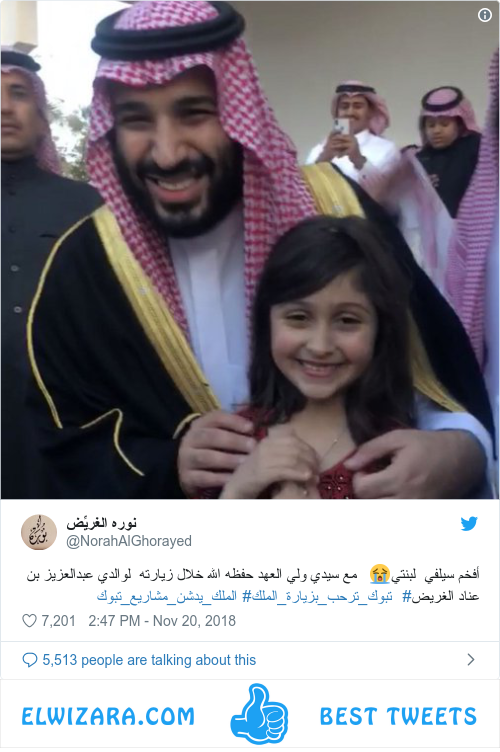 نوره الغريّض
@NorahAlGhorayed
أفخم سيلفي لبنتي😭 مع سيدي ولي العهد حفظه الله خلال زيارته لوالدي عبدالعزيز بن
عناد الغريض# تبوك_ترحب_بزيارة_الملك# الملك_يدشن_مشاريع_تبوك
7,201 2:47 PM - Nov 20, 2018
5,513 people are talking about this
ELWIZARA.COM BEST TWEETS